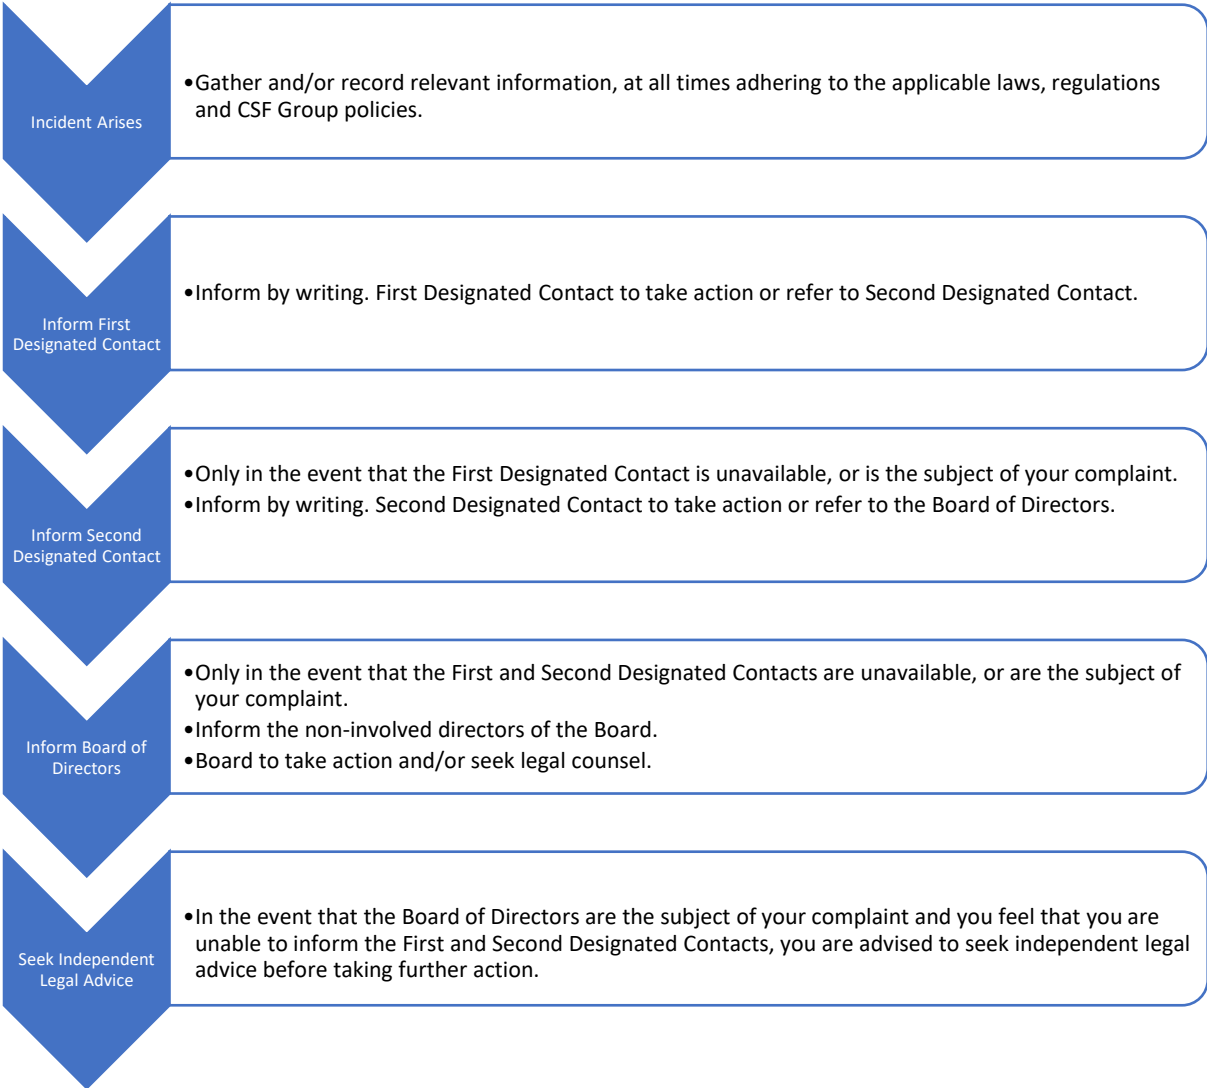 Incident Arises
•Gather and/or record relevant information, at all times adhering to the applicable laws, regulations
and CSF Group policies.
Inform First
Designated Contact
•Inform by writing. First Designated Contact to take action or refer to Second Designated Contact.
Inform Second
Designated Contact
•Only in the event that the First Designated Contact is unavailable, or is the subject of your complaint.
•Inform by writing. Second Designated Contact to take action or refer to the Board of Directors.
Inform Board of
Directors
•Only in the event that the First and Second Designated Contacts are unavailable, or are the subject of
your complaint.
•Inform the non-involved directors of the Board.
•Board to take action and/or seek legal counsel.
Seek Independent
Legal Advice
•In the event that the Board of Directors are the subject of your complaint and you feel that you are
unable to inform the First and Second Designated Contacts, you are advised to seek independent legal
advice before taking further action.